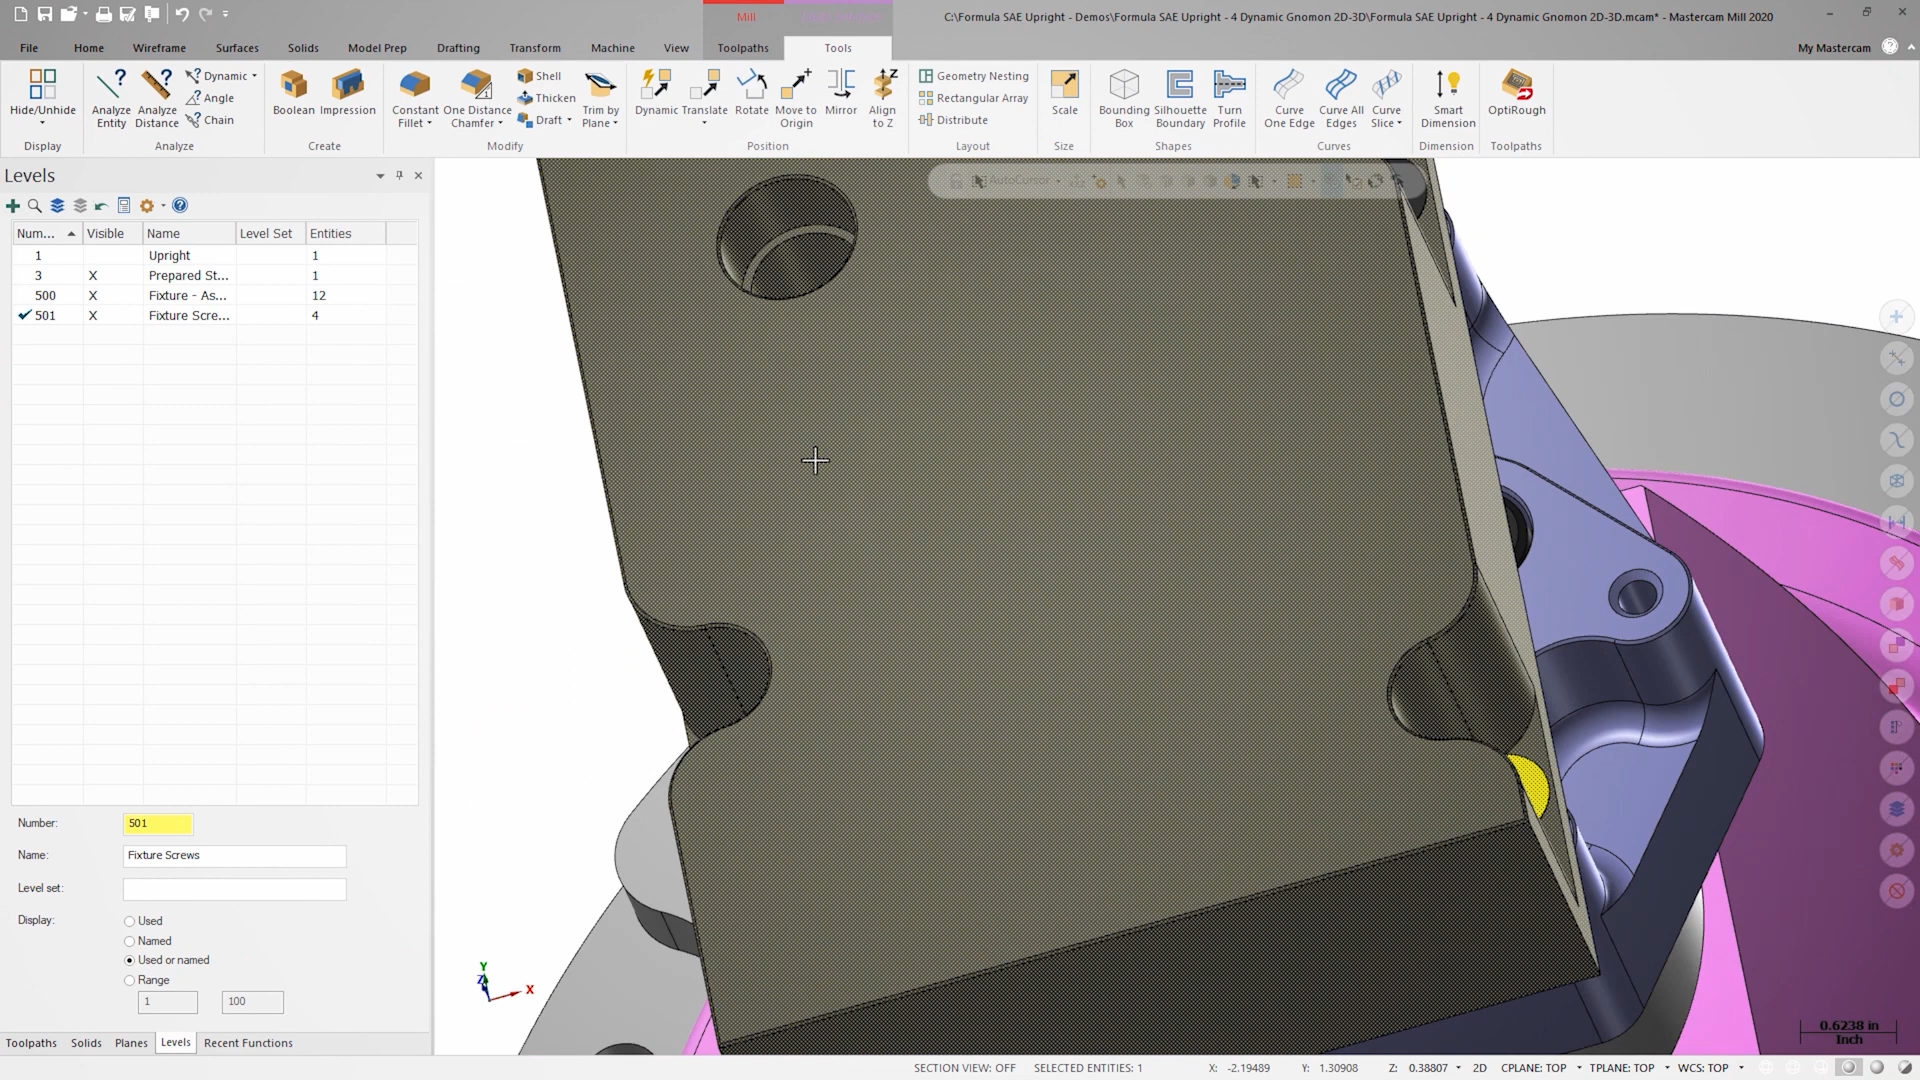 Mill
C:\Formula SAE Upright - Demos\Formula SAE Upright - 4 Dynamic Gnomon 2D-3D\Formula SAE Upright - 4 Dynamic Gnomon 2D-3D.mcam* - Mastercam Mill 2020
File Home Wireframe Surfaces Solids Model Prep Drafting Transform Machine View Toolpaths Tools My Mastercam
Hide/Unhide
Analyze Entity
Analyze Distance
Dynamic
Angle
Chain
Boolean
Impression
Constant Fillet
One Distance Chamfer
Shell
Thicken
Draft
Trim by Plane
Dynamic
Translate
Rotate
Move to Origin
Mirror
Align to Z
Geometry Nesting
Rectangular Array
Distribute
Scale
Bounding Box
Silhouette Boundary
Turn Profile
Curve One Edge
Curve All Edges
Curve Slice
Smart Dimension
OptiRough
Display Analyze Create Modify Position Layout Size Shapes Curves Dimension Toolpaths
Levels
AutoCursor
Num... Visible Name Level Set Entities
1 Upright 1
3 X Prepared St... 1
500 X Fixture - As... 12
501 X Fixture Scre... 4
Number: 501
Name: Fixture Screws
Level set:
Display: Used
Named
Used or named
Range
1 100
Y
Z
X
0.6238 in
Inch
Toolpaths Solids Planes Levels Recent Functions
SECTION VIEW: OFF SELECTED ENTITIES: 1 X: -2.19489 Y: 1.30908 Z: 0.38807 2D CPLANE: TOP TPLANE: TOP WCS: TOP